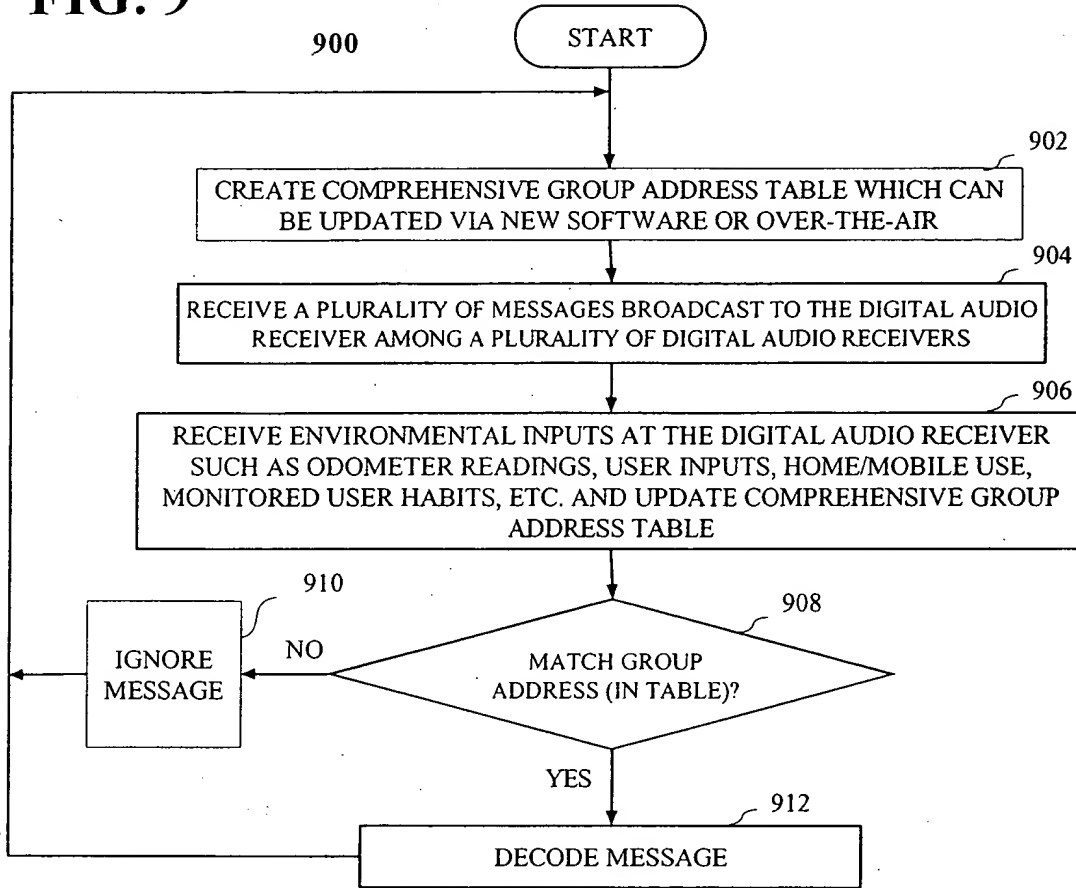 FIG. 9
900
START
902
CREATE COMPREHENSIVE GROUP ADDRESS TABLE WHICH CAN
BE UPDATED VIA NEW SOFTWARE OR OVER-THE-AIR
904
RECEIVE A PLURALITY OF MESSAGES BROADCAST TO THE DIGITAL AUDIO
RECEIVER AMONG A PLURALITY OF DIGITAL AUDIO RECEIVERS
906
RECEIVE ENVIRONMENTAL INPUTS AT THE DIGITAL AUDIO RECEIVER
SUCH AS ODOMETER READINGS, USER INPUTS, HOME/MOBILE USE,
MONITORED USER HABITS, ETC. AND UPDATE COMPREHENSIVE GROUP
ADDRESS TABLE
908
MATCH GROUP
ADDRESS (IN TABLE)?
NO
910
IGNORE
MESSAGE
YES
912
DECODE MESSAGE